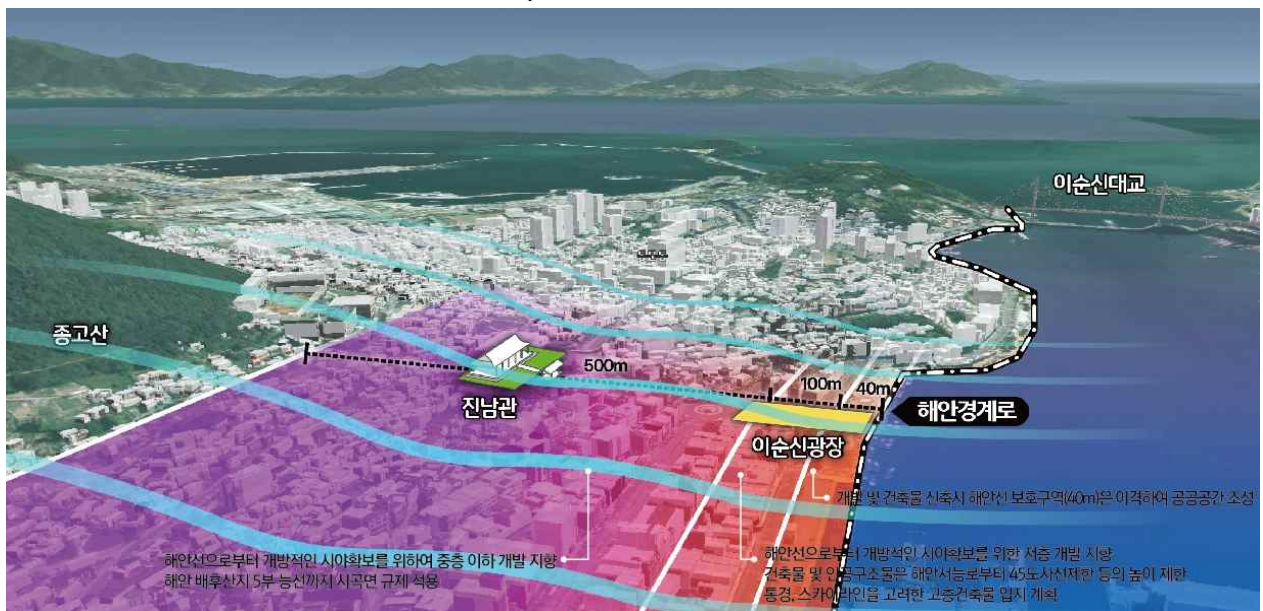 이순신대교
종고산
진남관
500m
100m
40m
해안경계로
이순신광장
개발 및 건축물 신축시 해안선 보호구역(40m)은 이격하여 공공공간 조성
해안선으로부터 개방적인 시야확보를 위하여 중층 이하 개발 지향
해안 배후산지 5부 능선까지 시곡면 규제 적용
해안선으로부터 개방적인 시야확보를 위한 저층 개발 지향
건축물 및 인공구조물은 해안서능로부터 45도사선제한 등의 높이 제한
통경, 스카이라인을 고려한 고층건축물 입지 계획